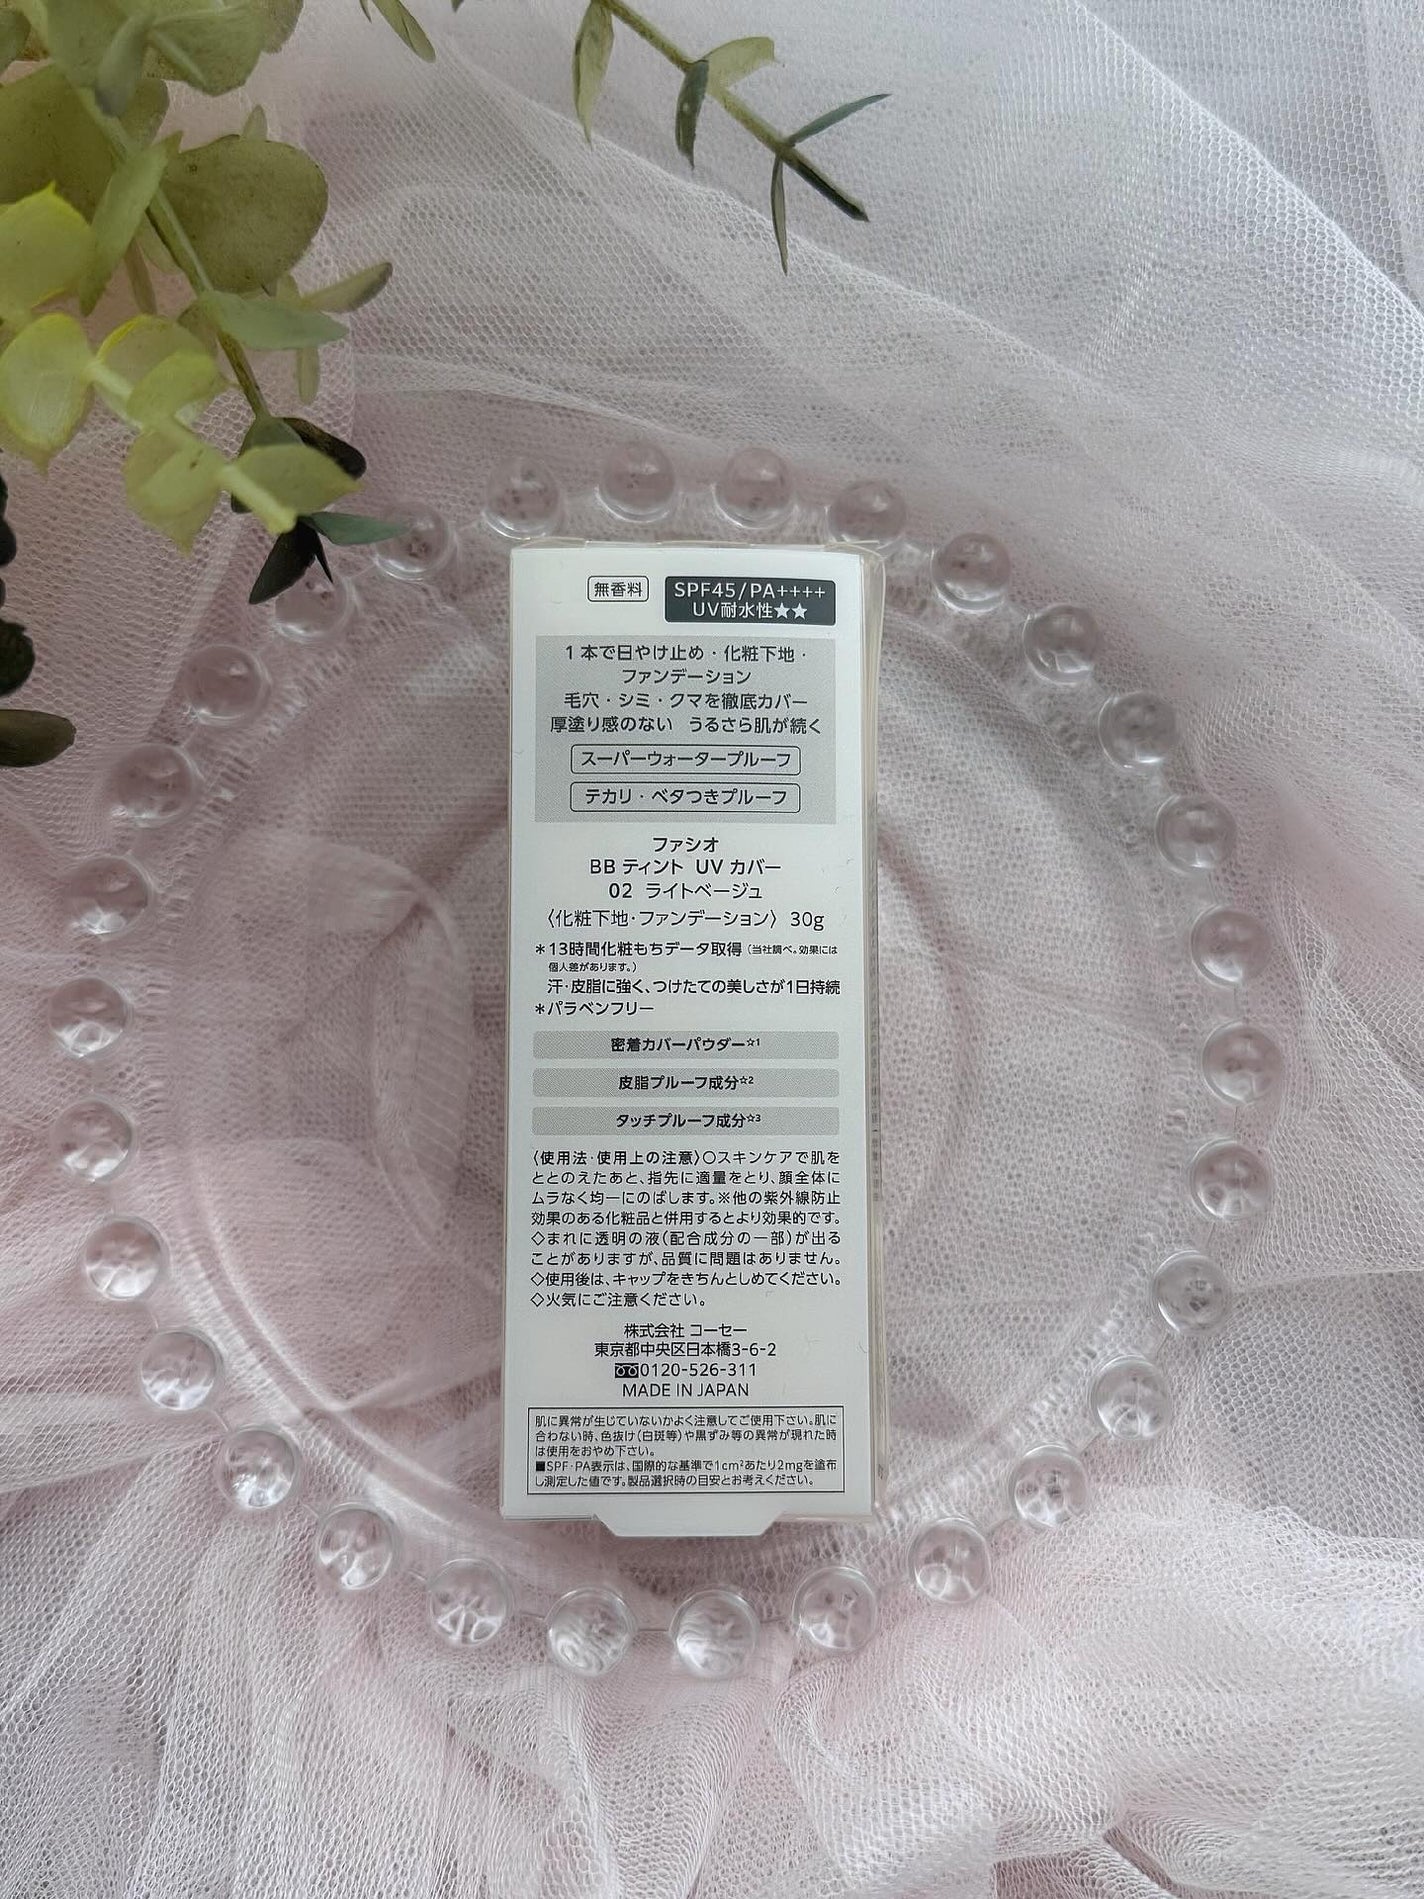 無香料
SPF45/PA++++
UV耐水性★★
1本で日やけ止め・化粧下地・
ファンデーション
毛穴・シミ・クマを徹底カバー
厚塗り感のない うるさら肌が続く
スーパーウォータープルーフ
テカリ・ベタつきプルーフ
ファシオ
BB ティント UV カバー
02 ライトベージュ
〈化粧下地・ファンデーション〉 30g
＊13時間化粧もちデータ取得（当社調べ。効果には
個人差があります。）
汗・皮脂に強く、つけたての美しさが1日持続
＊パラベンフリー
密着カバーパウダー☆1
皮脂プルーフ成分☆2
タッチプルーフ成分☆3
〈使用法・使用上の注意〉○スキンケアで肌を
ととのえたあと、指先に適量をとり、顔全体に
ムラなく均一にのばします。※他の紫外線防止
効果のある化粧品と併用するとより効果的です。
◇まれに透明の液（配合成分の一部）が出る
ことがありますが、品質に問題はありません。
◇使用後は、キャップをきちんとしめてください。
◇火気にご注意ください。
株式会社 コーセー
東京都中央区日本橋3-6-2
0120-526-311
MADE IN JAPAN
肌に異常が生じていないかよく注意してご使用下さい。肌に
合わない時、色抜け（白斑等）や黒ずみ等の異常が現れた時
は使用をおやめ下さい。
■SPF・PA表示は、国際的な基準で1cm²あたり2mgを塗布
し測定した値です。製品選択時の目安とお考えください。